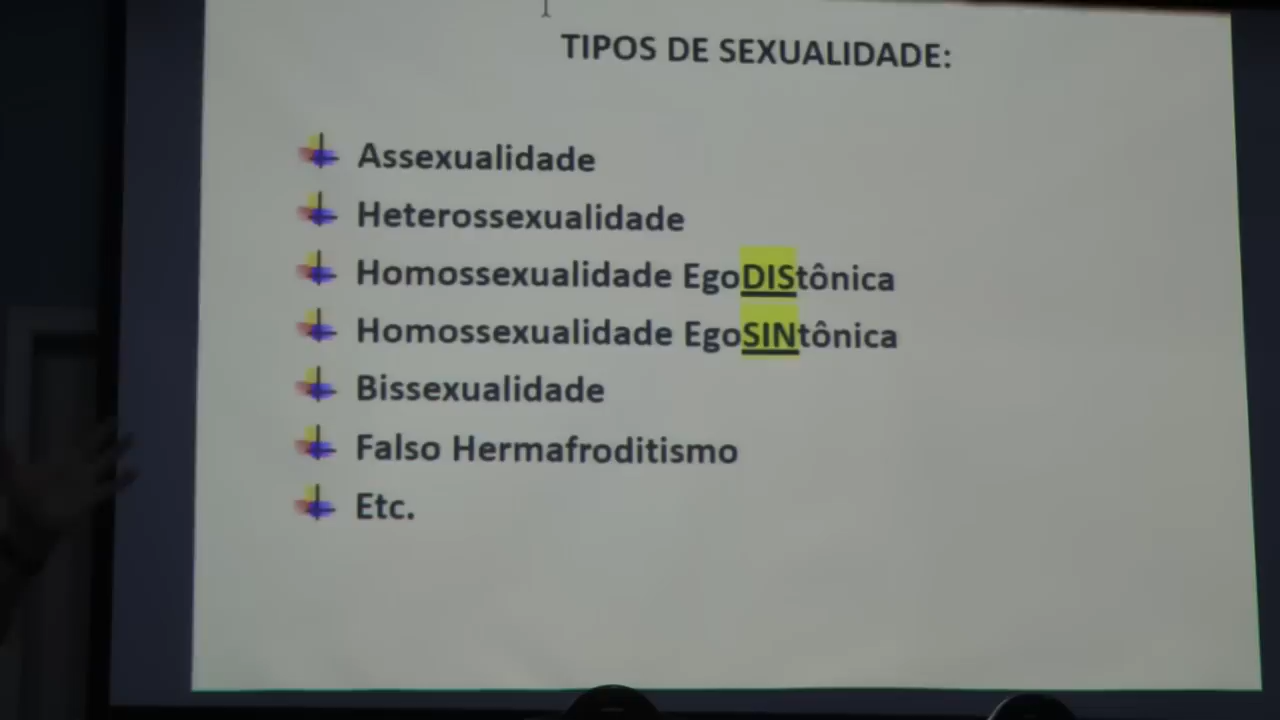 TIPOS DE SEXUALIDADE:
Assexualidade
Heterossexualidade
Homossexualidade EgoDIStônica
Homossexualidade EgoSINtônica
Bissexualidade
Falso Hermafroditismo
Etc.